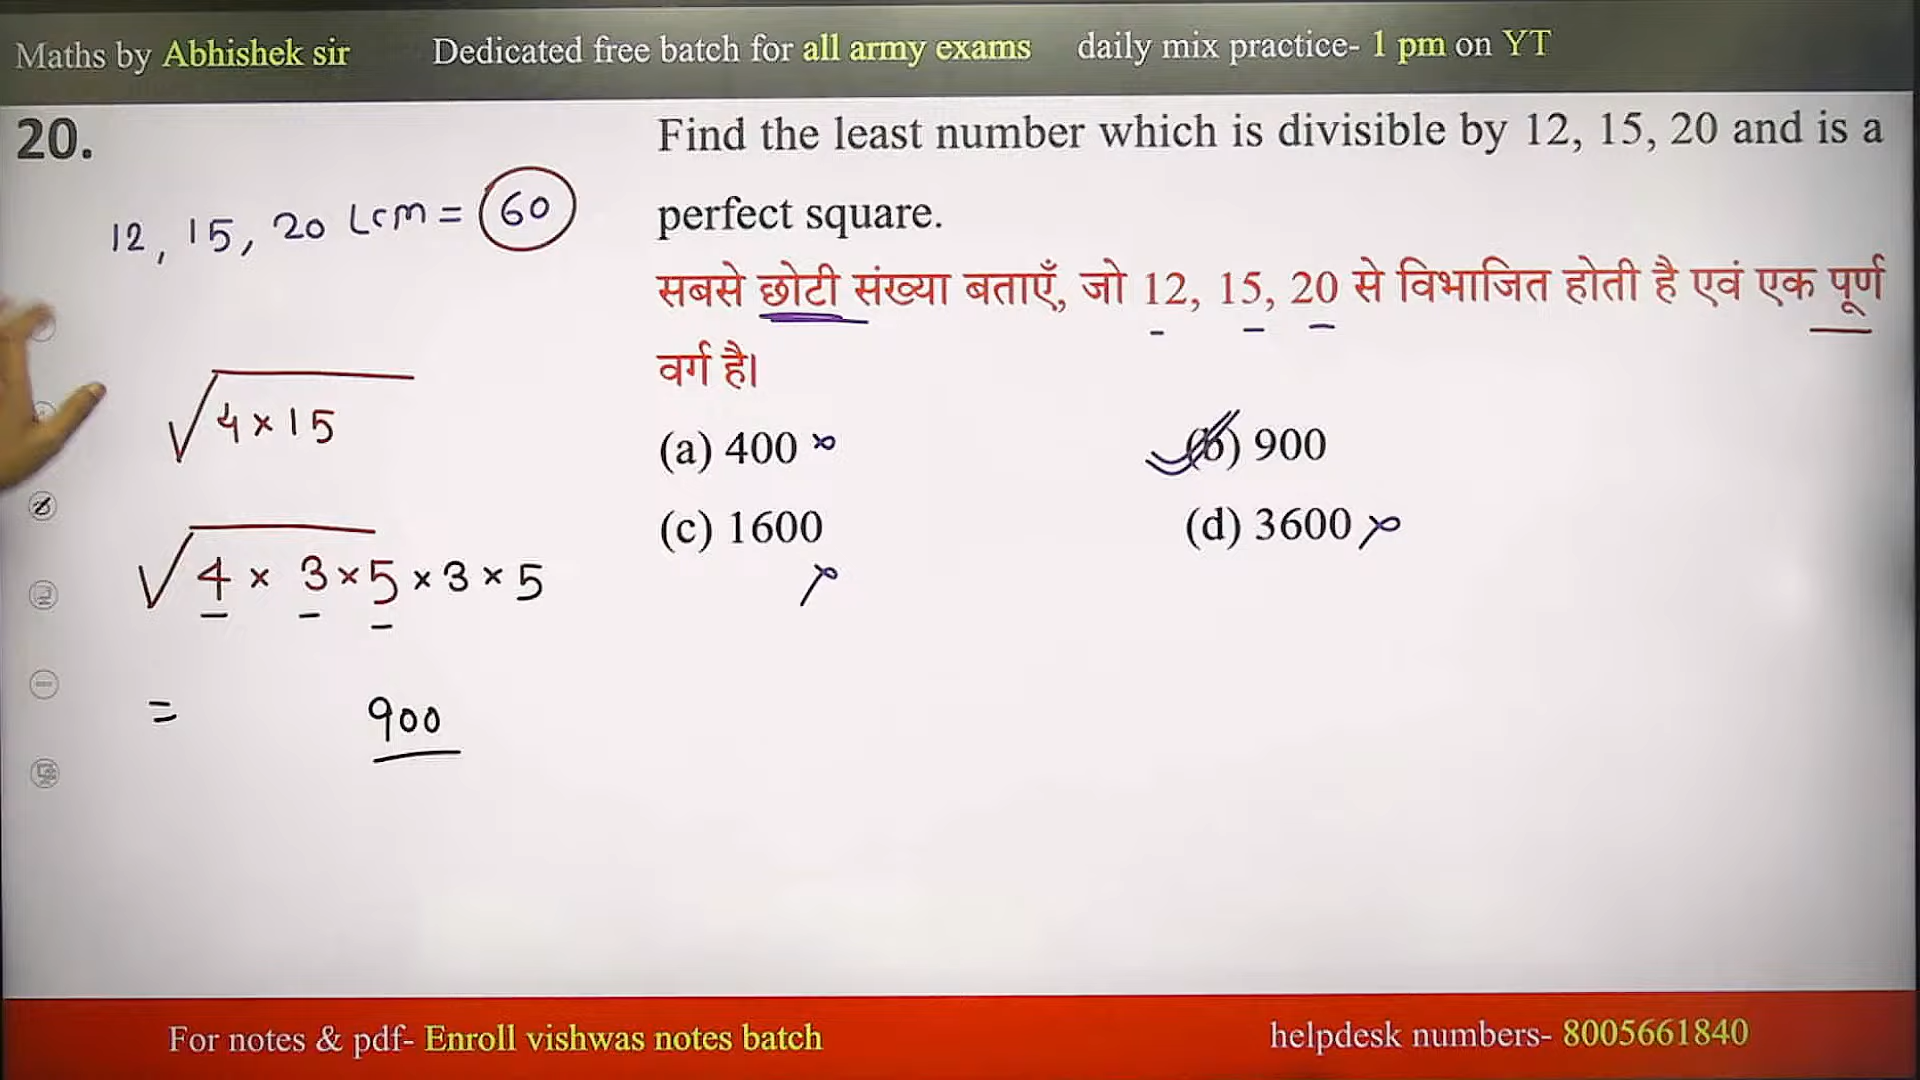 Maths by Abhishek sir Dedicated free batch for all army exams daily mix practice- 1 pm on YT
20.
Find the least number which is divisible by 12, 15, 20 and is a
perfect square.
सबसे छोटी संख्या बताएँ, जो 12, 15, 20 से विभाजित होती है एवं एक पूर्ण
वर्ग है।
(a) 400
(b) 900
(c) 1600
(d) 3600
12, 15, 20 Lcm = 60
√4 × 15
√4 × 3 × 5 × 3 × 5
= 900
For notes & pdf- Enroll vishwas notes batch
helpdesk numbers- 8005661840